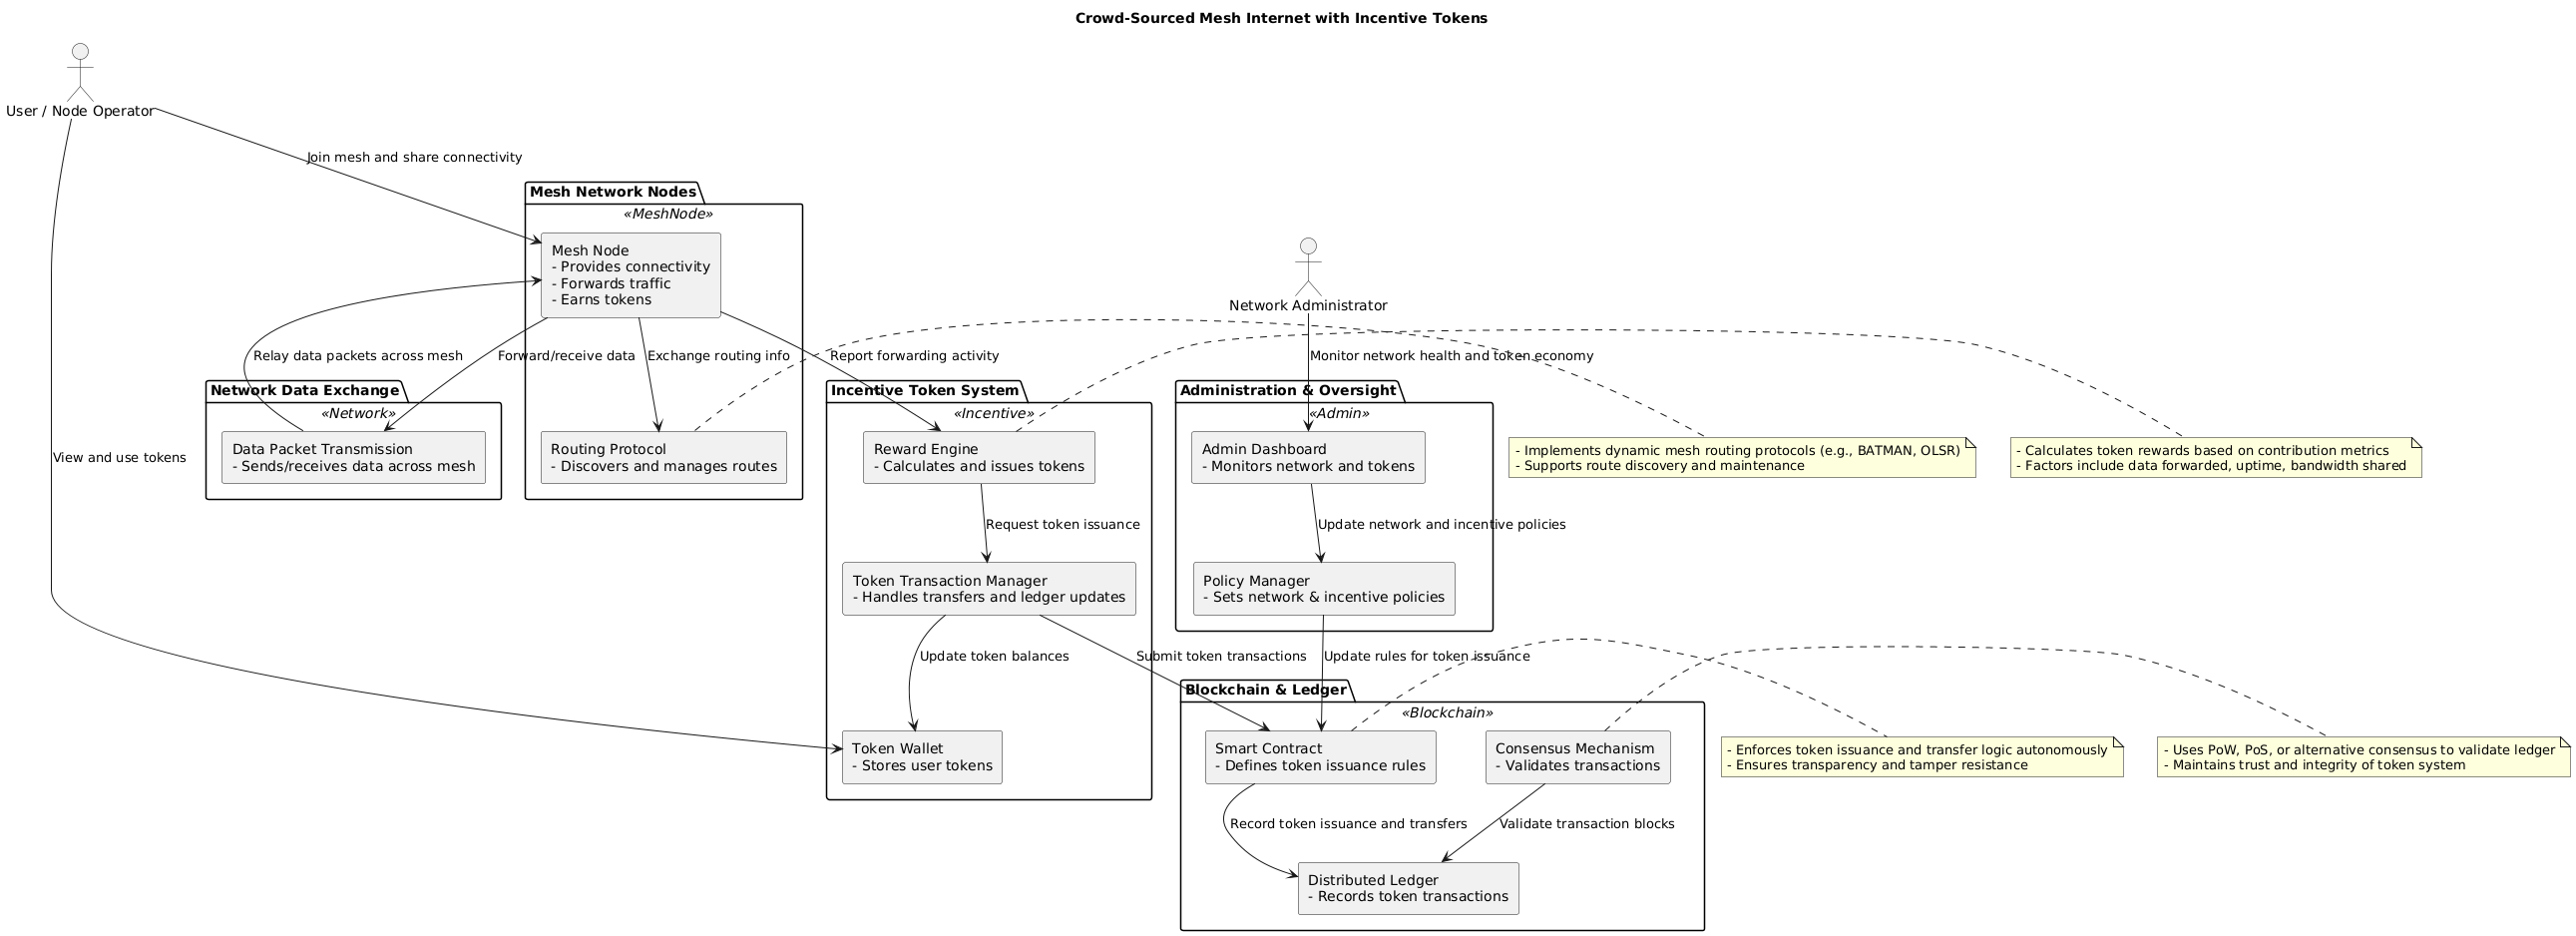 Crowd-Sourced Mesh Internet with Incentive Tokens
User / Node Operator
Join mesh and share connectivity
Mesh Network Nodes
«MeshNode»
Mesh Node
- Provides connectivity
- Forwards traffic
- Earns tokens
Network Administrator
Relay data packets across mesh
Forward/receive data
Exchange routing info
Report forwarding activity
Monitor network health and token economy
Network Data Exchange
«Network»
Data Packet Transmission
- Sends/receives data across mesh
Routing Protocol
- Discovers and manages routes
Incentive Token System
«Incentive»
Reward Engine
- Calculates and issues tokens
Administration & Oversight
«Admin»
Admin Dashboard
- Monitors network and tokens
- Implements dynamic mesh routing protocols (e.g., BATMAN, OLSR)
- Supports route discovery and maintenance
- Calculates token rewards based on contribution metrics
- Factors include data forwarded, uptime, bandwidth shared
View and use tokens
Request token issuance
Update network and incentive policies
Token Transaction Manager
- Handles transfers and ledger updates
Policy Manager
- Sets network & incentive policies
Update token balances
Submit token transactions
Update rules for token issuance
Blockchain & Ledger
«Blockchain»
Token Wallet
- Stores user tokens
Smart Contract
- Defines token issuance rules
Consensus Mechanism
- Validates transactions
- Enforces token issuance and transfer logic autonomously
- Ensures transparency and tamper resistance
- Uses PoW, PoS, or alternative consensus to validate ledger
- Maintains trust and integrity of token system
Record token issuance and transfers
Validate transaction blocks
Distributed Ledger
- Records token transactions